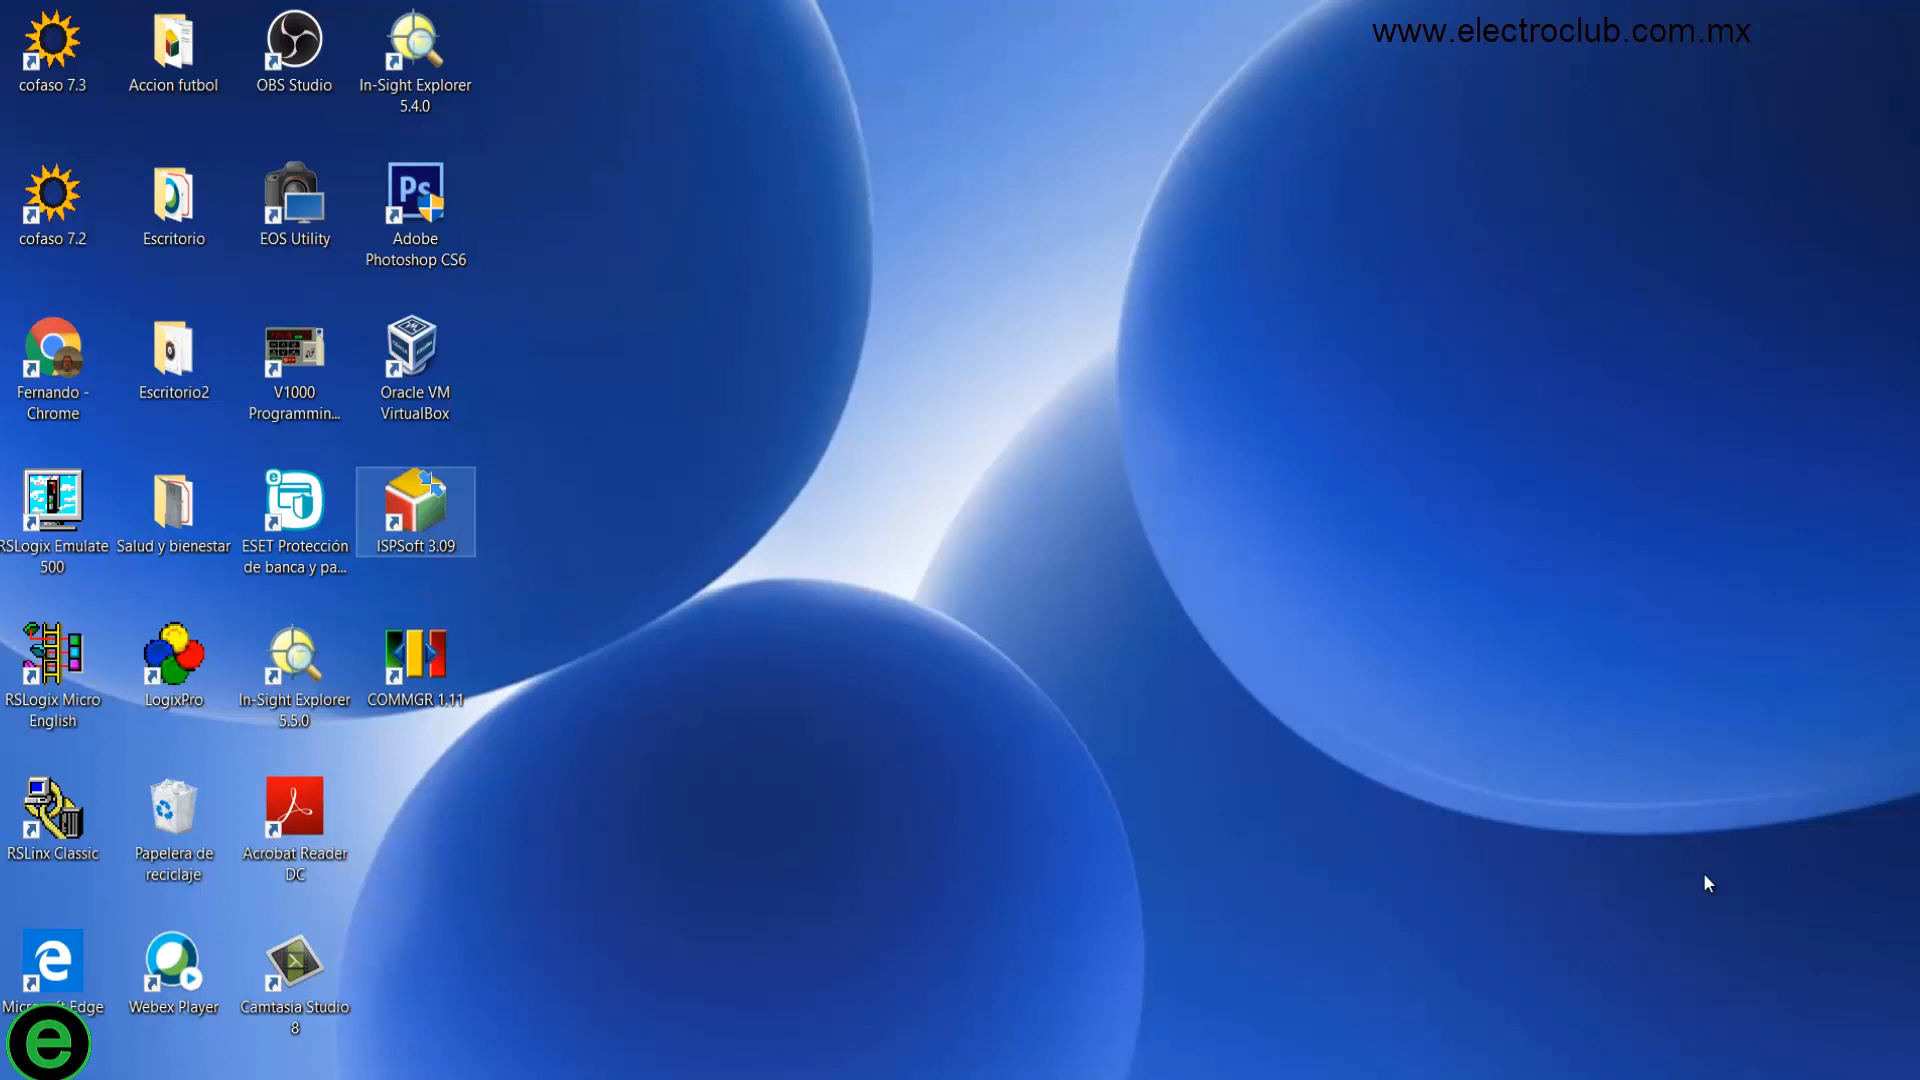 www.electroclub.com.mx
cofaso 7.3
Accion futbol
OBS Studio
In-Sight Explorer
5.4.0
cofaso 7.2
Escritorio
EOS Utility
Ps
Adobe
Photoshop CS6
Fernando -
Chrome
Escritorio2
V1000
Programmin...
Oracle VM
VirtualBox
RSLogix Emulate
500
Salud y bienestar
ESET Protección
de banca y pa...
ISPSoft 3.09
RSLogix Micro
English
LogixPro
In-Sight Explorer
5.5.0
COMMGR 1.11
RSLinx Classic
Papelera de
reciclaje
Acrobat Reader
DC
Edge
Webex Player
Camtasia Studio
8
e